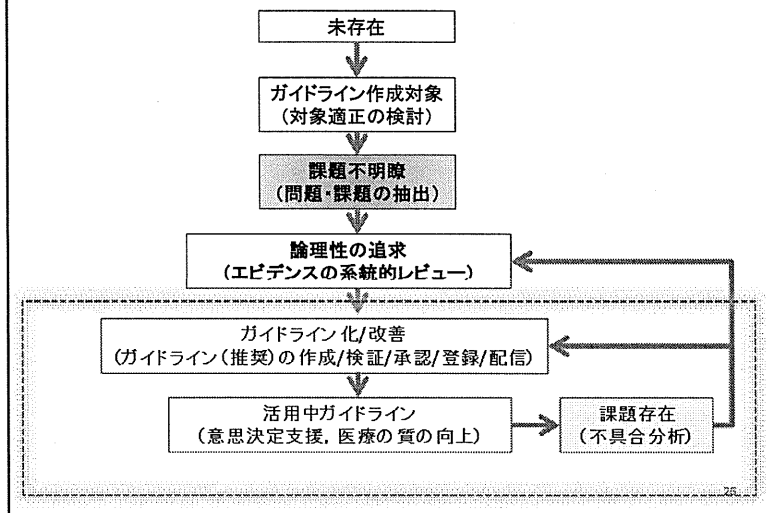 未存在
ガイドライン作成対象
(対象適正の検討)
課題不明瞭
(問題・課題の抽出)
論理性の追求
(エビデンスの系統的レビュー)
ガイドライン化/改善
(ガイドライン(推奨)の作成/検証/承認/登録/配信)
活用中ガイドライン
(意思決定支援, 医療の質の向上)
課題存在
(不具合分析)
26